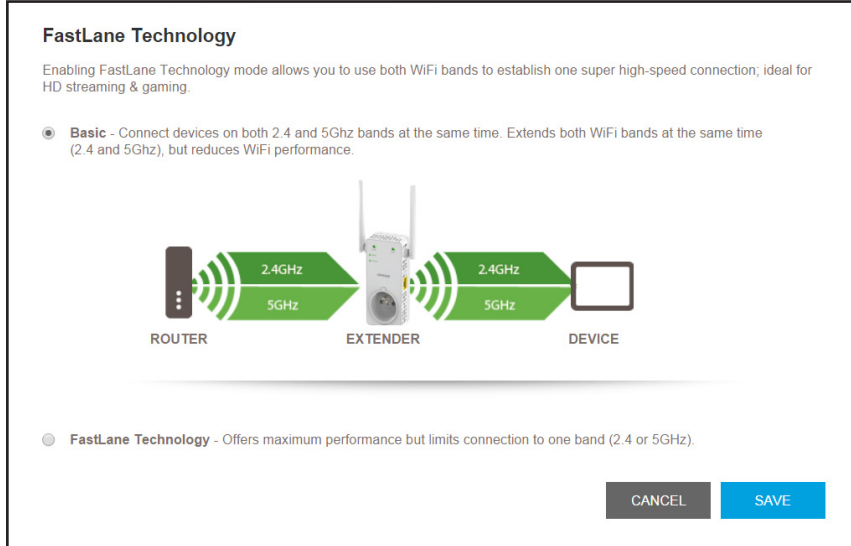 FastLane Technology
Enabling FastLane Technology mode allows you to use both WiFi bands to establish one super high-speed connection; ideal for
HD streaming & gaming.
Basic - Connect devices on both 2.4 and 5Ghz bands at the same time. Extends both WiFi bands at the same time
(2.4 and 5Ghz), but reduces WiFi performance.
2.4GHz
5GHz
2.4GHz
5GHz
ROUTER
EXTENDER
DEVICE
FastLane Technology - Offers maximum performance but limits connection to one band (2.4 or 5GHz).
CANCEL
SAVE